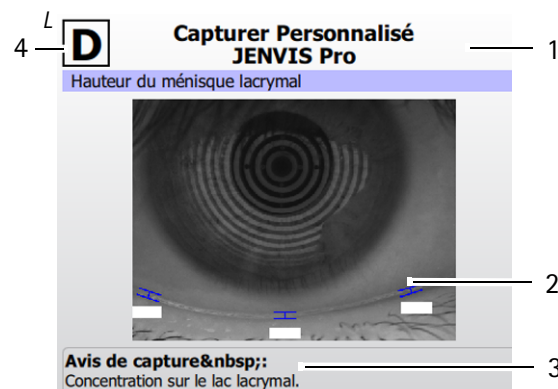 L
4 D
Capturer Personnalisé
JENVIS Pro
1
Hauteur du ménisque lacrymal
2
Avis de capture&nbsp;:
3
Concentration sur le lac lacrymal.